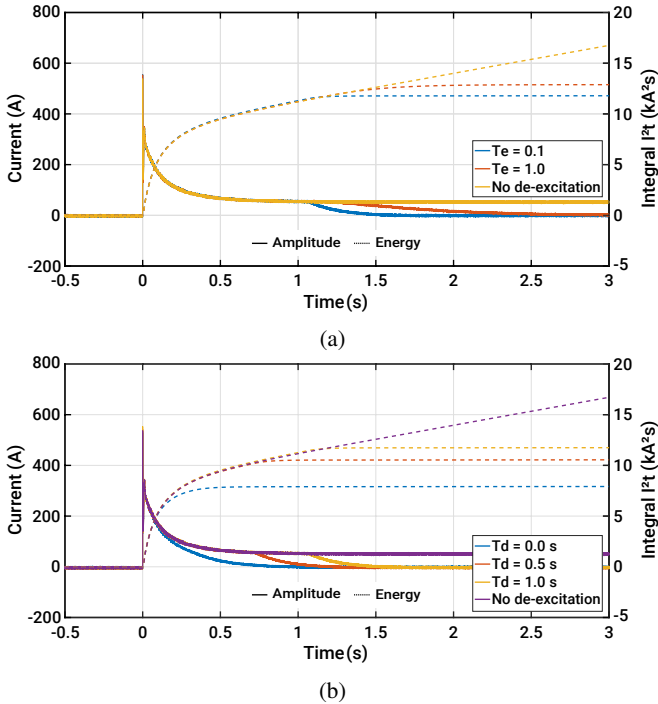 800
600
400
200
0
-200
Current (A)
20
15
10
5
0
-5
Integral I²t (kA²s)
Te = 0.1
Te = 1.0
No de-excitation
Amplitude
Energy
-0.5 0 0.5 1 1.5 2 2.5 3
Time(s)
(a)
800
600
400
200
0
-200
Current (A)
20
15
10
5
0
-5
Integral I²t (kA²s)
Td = 0.0 s
Td = 0.5 s
Td = 1.0 s
No de-excitation
Amplitude
Energy
-0.5 0 0.5 1 1.5 2 2.5 3
Time(s)
(b)